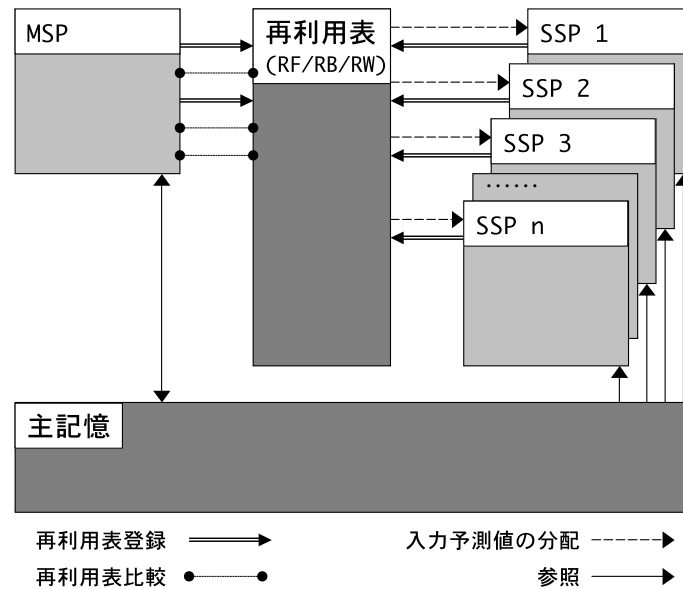 MSP
再利用表
(RF/RB/RW)
SSP 1
SSP 2
SSP 3
......
SSP n
主記憶
再利用表登録
入力予測値の分配
再利用表比較
参照